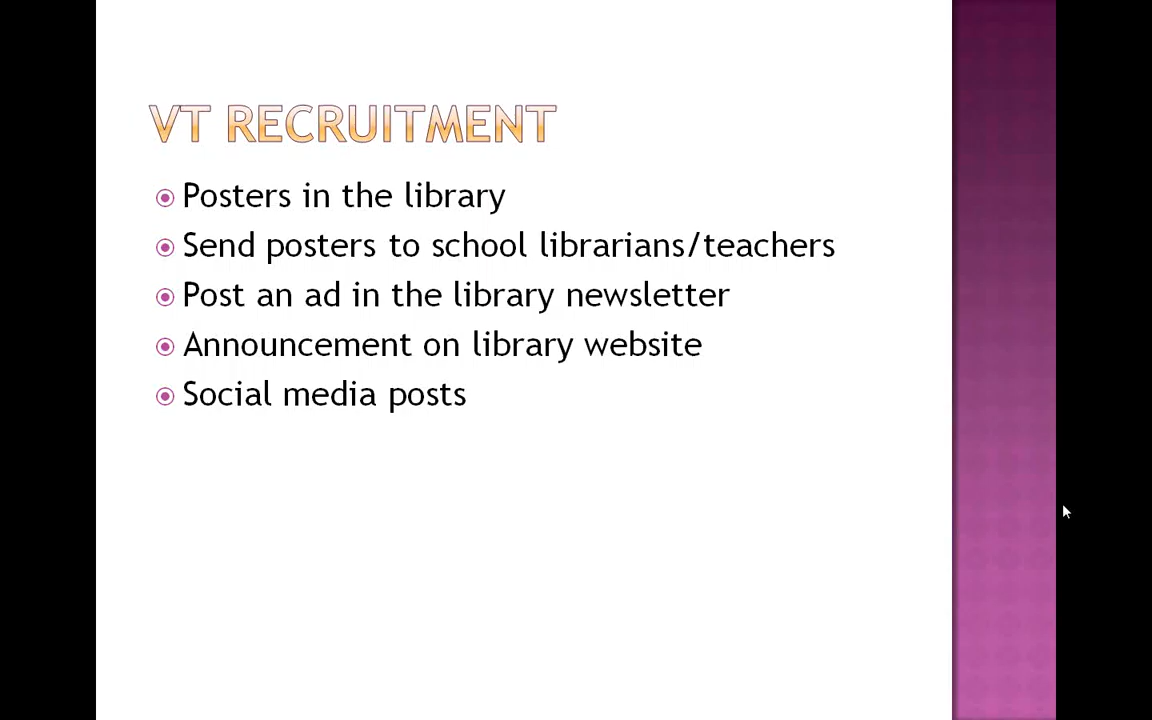 VT RECRUITMENT
Posters in the library
Send posters to school librarians/teachers
Post an ad in the library newsletter
Announcement on library website
Social media posts